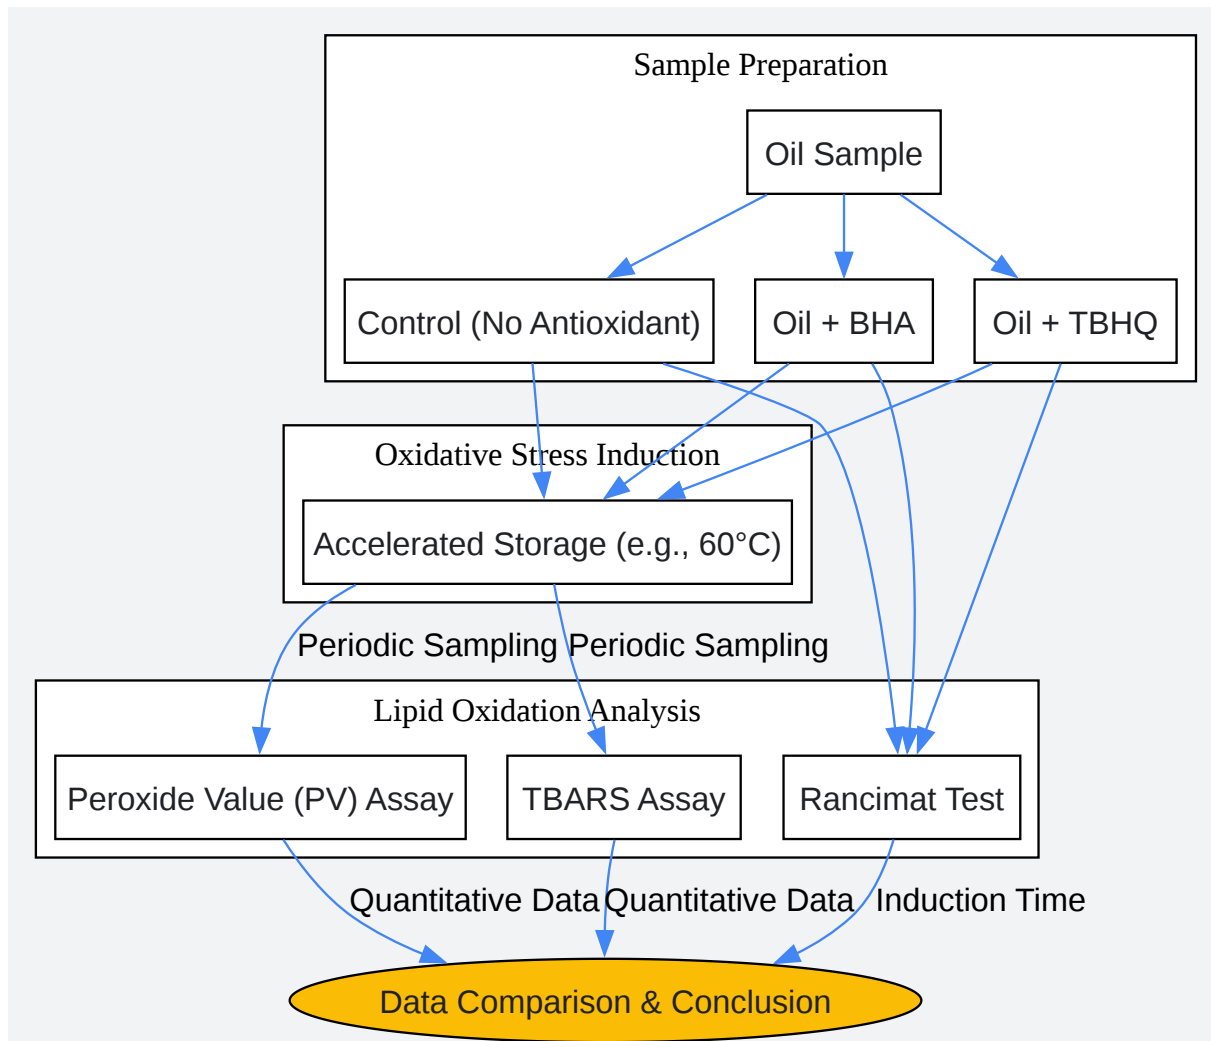 Sample Preparation
Oil Sample
Control (No Antioxidant)
Oil + BHA
Oil + TBHQ
Oxidative Stress Induction
Accelerated Storage (e.g., 60°C)
Periodic Sampling
Periodic Sampling
Lipid Oxidation Analysis
Peroxide Value (PV) Assay
TBARS Assay
Rancimat Test
Quantitative Data
Quantitative Data
Induction Time
Data Comparison & Conclusion